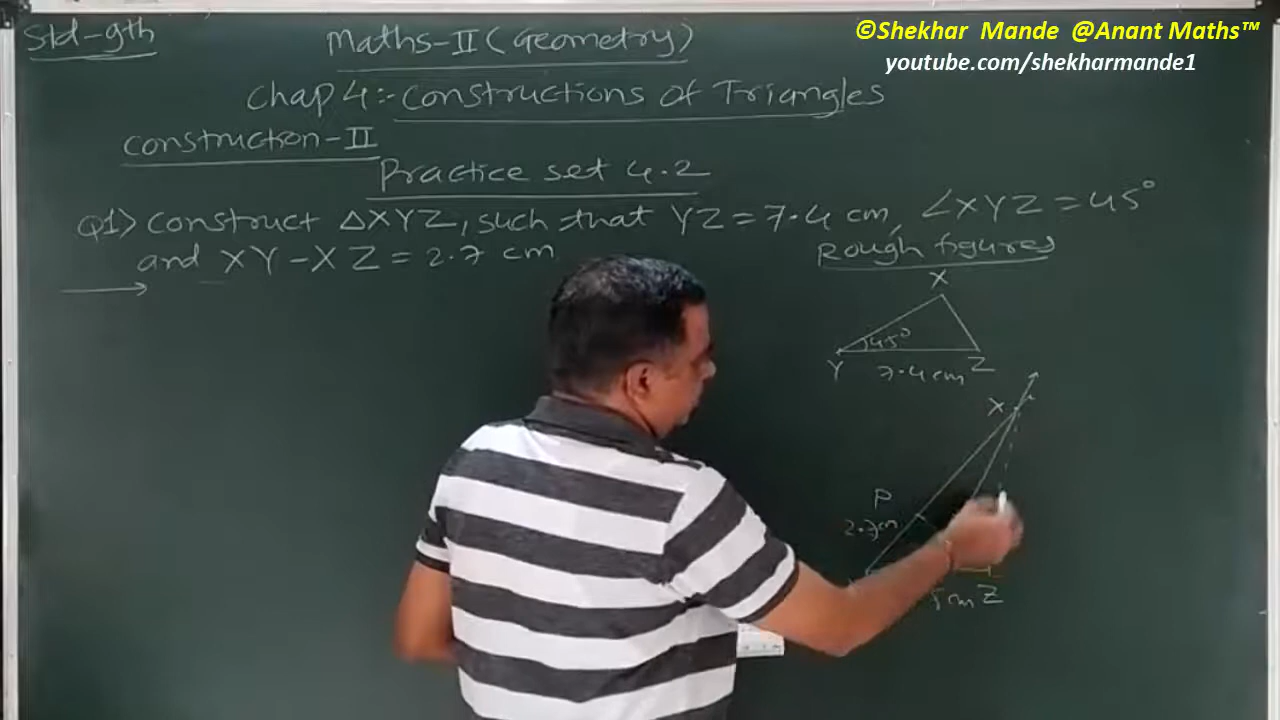 ©Shekhar Mande @Anant Maths™
youtube.com/shekharmande1
Std-9th
Maths-II (Geometry)
Chap 4:- Constructions of Triangles
Construction-II
Practice set 4.2
Q1) Construct △XYZ, such that YZ = 7.4 cm, ∠XYZ = 45°
and XY - XZ = 2.7 cm
Rough figures
X
45°
Y 7.4 cm Z
X
P
2.7cm
cm Z